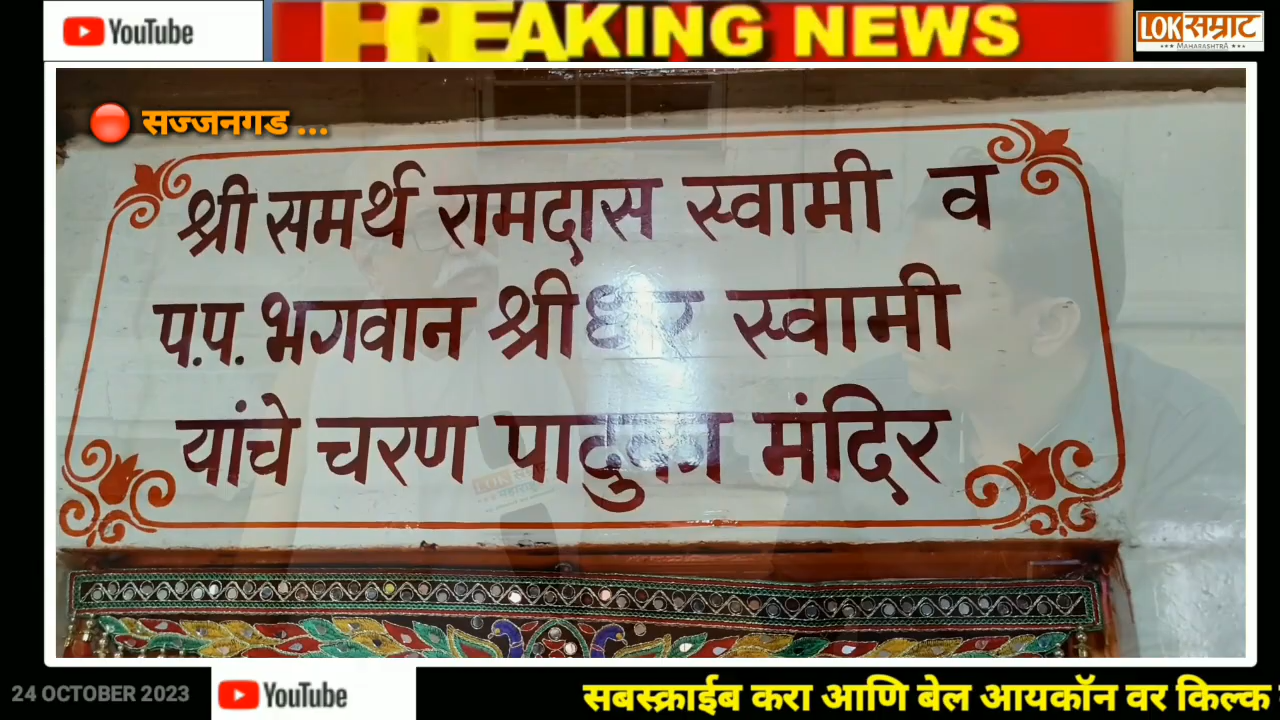 YouTube
BREAKING NEWS
LOKसम्राट
MAHARASHTRA
सज्जनगड ...
श्री समर्थ रामदास स्वामी व
प.प. भगवान श्रीधर स्वामी
यांचे चरण पादुका मंदिर
24 OCTOBER 2023
YouTube
सबस्क्राईब करा आणि बेल आयकॉन वर किल्क